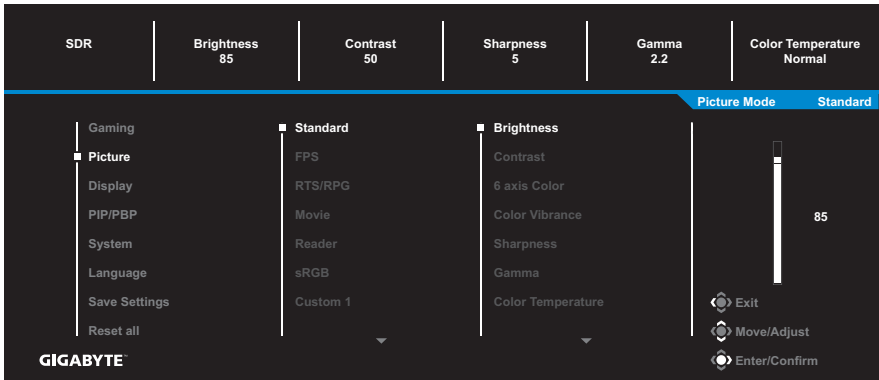 SDR
Brightness
85
Contrast
50
Sharpness
5
Gamma
2.2
Color Temperature
Normal
Picture Mode Standard
Gaming
Picture
Display
PIP/PBP
System
Language
Save Settings
Reset all
Standard
FPS
RTS/RPG
Movie
Reader
sRGB
Custom 1
Brightness
Contrast
6 axis Color
Color Vibrance
Sharpness
Gamma
Color Temperature
85
Exit
Move/Adjust
Enter/Confirm
GIGABYTE™